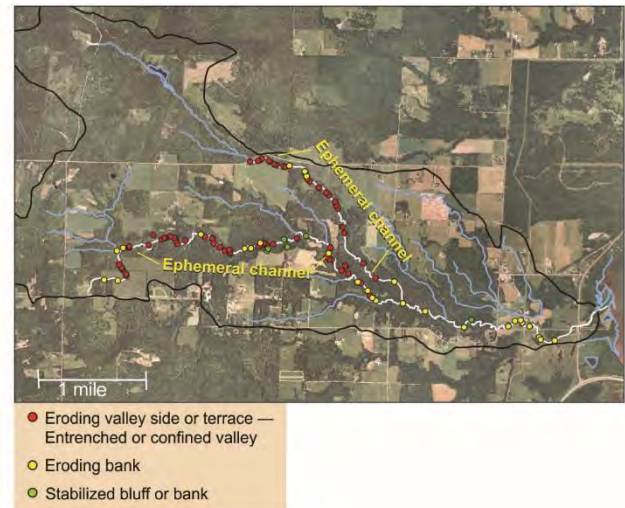 Ephemeral channel
Ephemeral channel
1 mile
Eroding valley side or terrace —
Entrenched or confined valley
Eroding bank
Stabilized bluff or bank